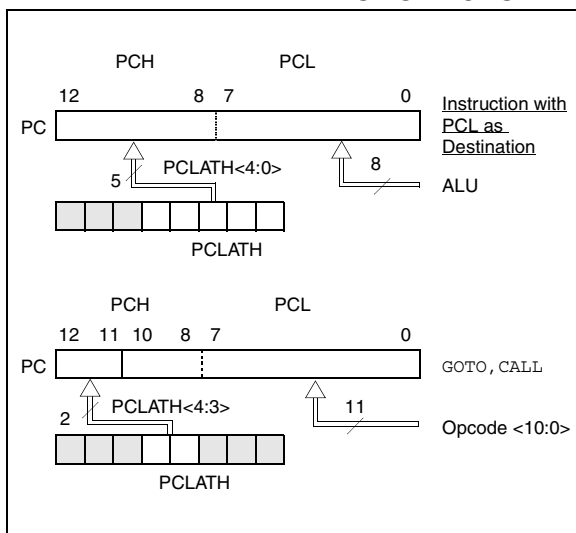 PCH PCL
12 8 7 0
PC
Instruction with
PCL as
Destination
5 PCLATH<4:0> 8
ALU
PCLATH
PCH PCL
12 11 10 8 7 0
PC
GOTO, CALL
2 PCLATH<4:3> 11
Opcode <10:0>
PCLATH